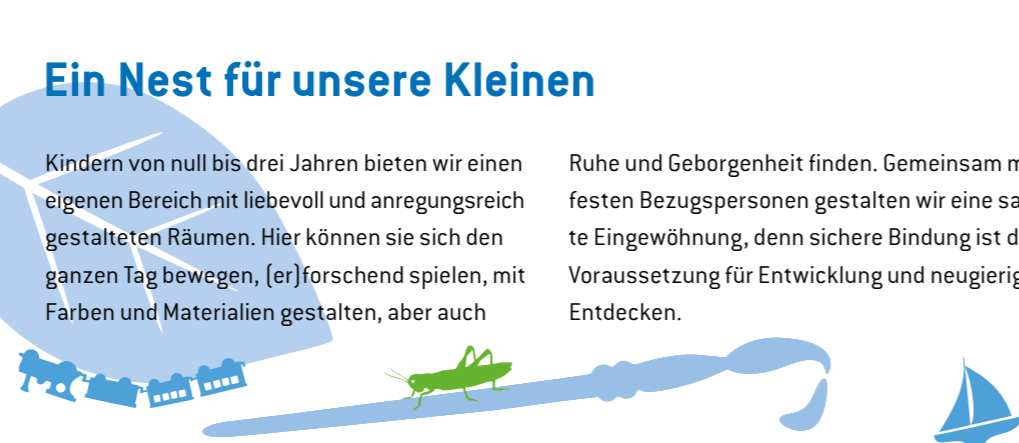 Ein Nest für unsere Kleinen
Kindern von null bis drei Jahren bieten wir einen
eigenen Bereich mit liebevoll und anregungsreich
gestalteten Räumen. Hier können sie sich den
ganzen Tag bewegen, (er)forschend spielen, mit
Farben und Materialien gestalten, aber auch
Ruhe und Geborgenheit finden. Gemeinsam
festen Bezugspersonen gestalten wir eine
te Eingewöhnung, denn sichere Bindung ist
Voraussetzung für Entwicklung und
Entdecken.